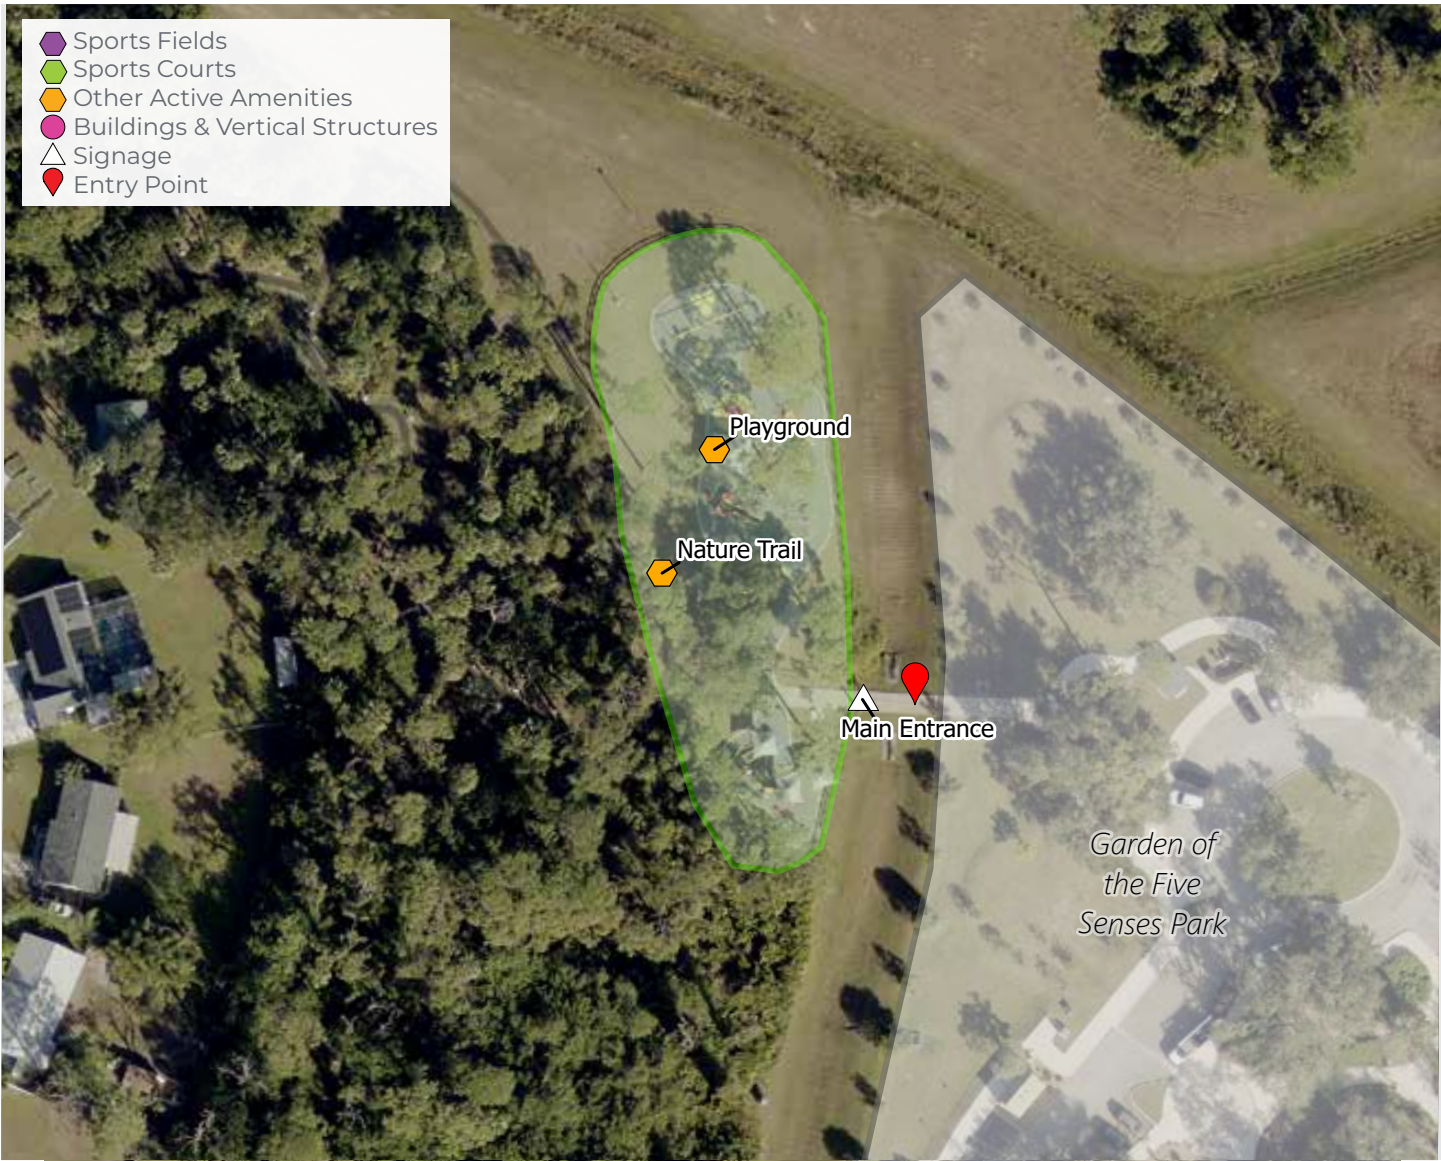 Sports Fields
Sports Courts
Other Active Amenities
Buildings & Vertical Structures
Signage
Entry Point
Playground
Nature Trail
Main Entrance
Garden of
the Five
Senses Park